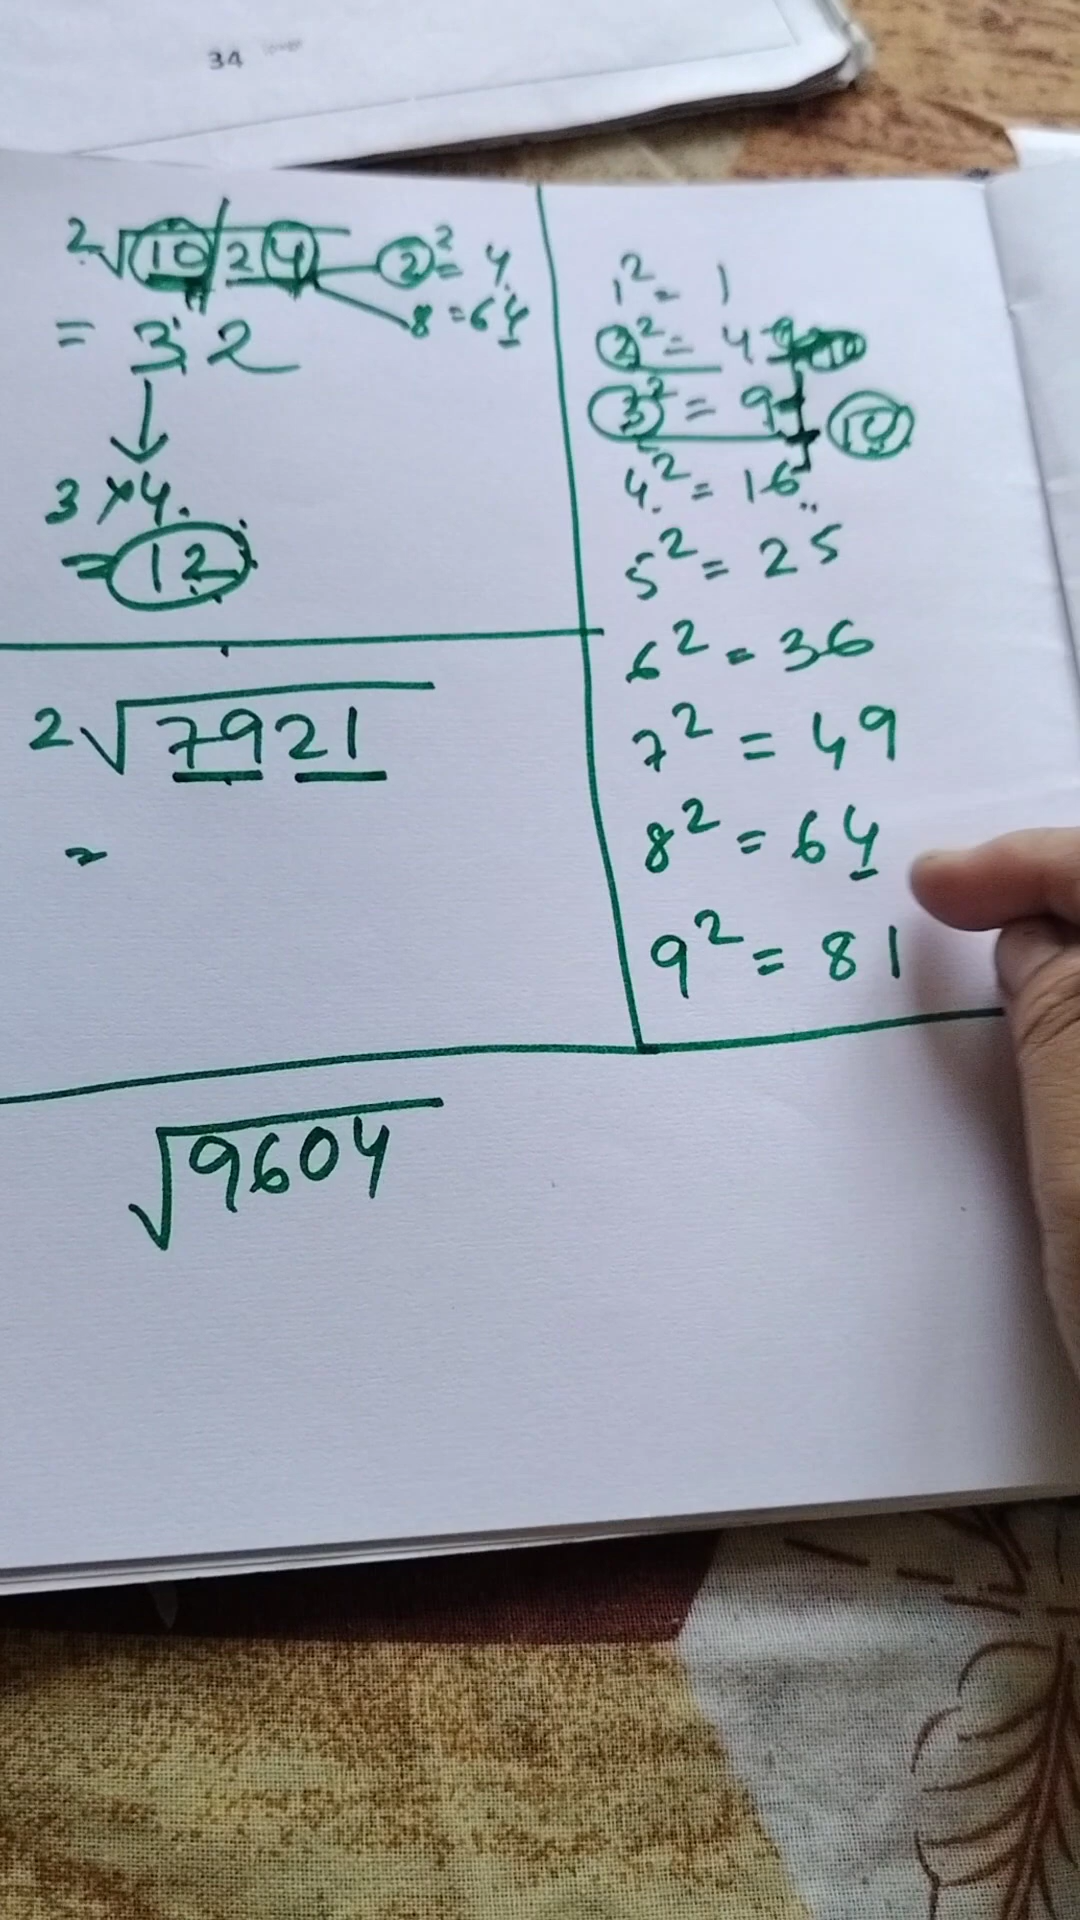 34
²√1024
2² = 4
8 = 64
= 32
3×4
= 12
²√7921
=
1² = 1
2² = 4
3² = 9
10
4² = 16
5² = 25
6² = 36
7² = 49
8² = 64
9² = 81
√9604